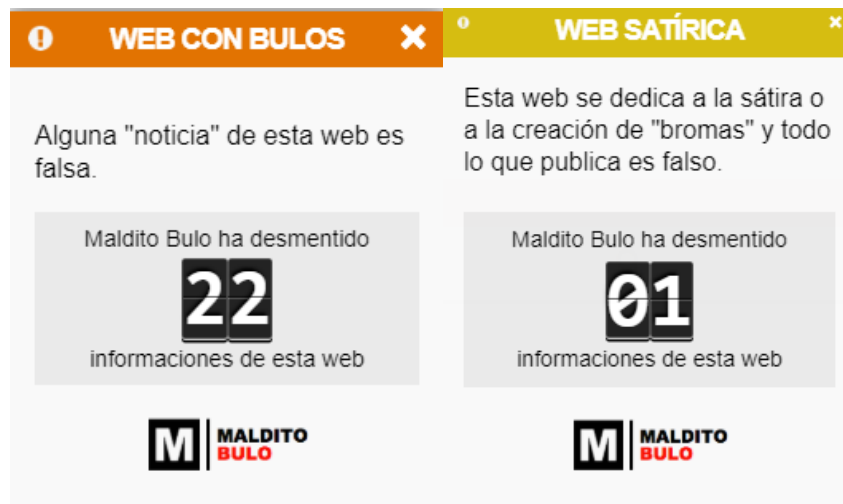 WEB CON BULOS
Alguna "noticia" de esta web es
falsa.
Maldito Bulo ha desmentido
22
informaciones de esta web
M MALDITO
BULO
WEB SATÍRICA
Esta web se dedica a la sátira o
a la creación de "bromas" y todo
lo que publica es falso.
Maldito Bulo ha desmentido
01
informaciones de esta web
M MALDITO
BULO